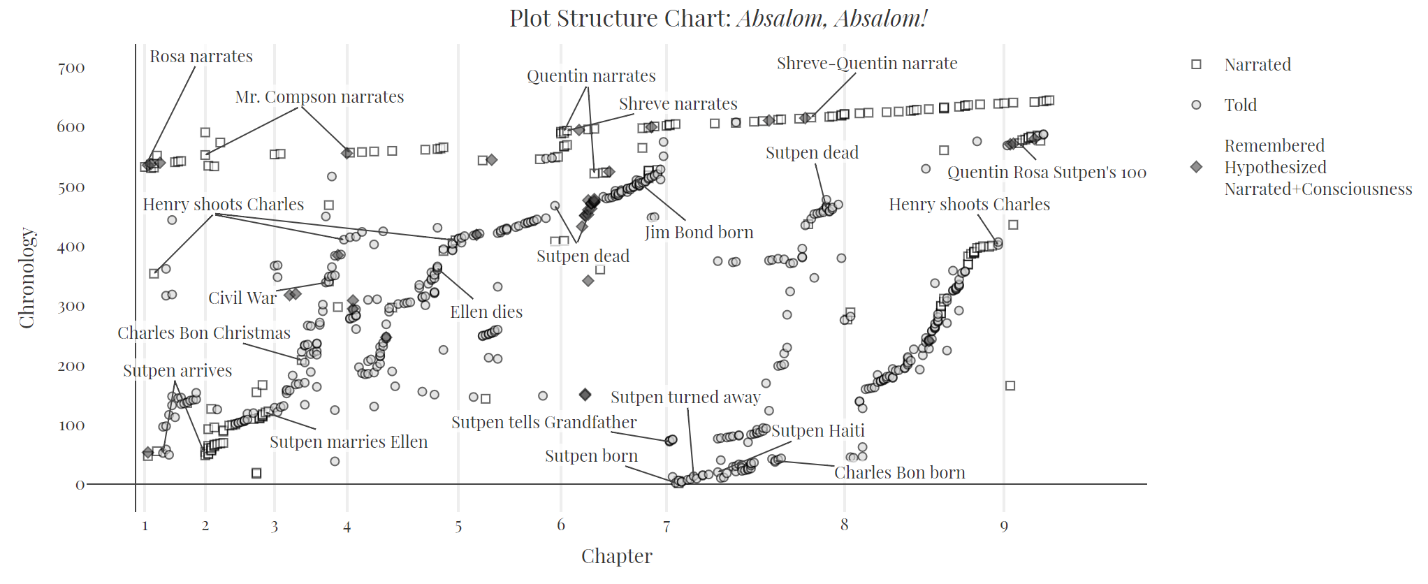 Plot Structure Chart: Absalom, Absalom!
Rosa narrates
Mr. Compson narrates
Quentin narrates
Shreve narrates
Shreve-Quentin narrate
Henry shoots Charles
Sutpen dead
Quentin Rosa Sutpen's 100
Henry shoots Charles
Jim Bond born
Sutpen dead
Civil War
Ellen dies
Charles Bon Christmas
Sutpen arrives
Sutpen turned away
Sutpen tells Grandfather
Sutpen marries Ellen
Sutpen Haiti
Sutpen born
Charles Bon born
Narrated
Told
Remembered
Hypothesized
Narrated+Consciousness
Chronology
700
600
500
400
300
200
100
0
1 2 3 4 5 6 7 8 9
Chapter